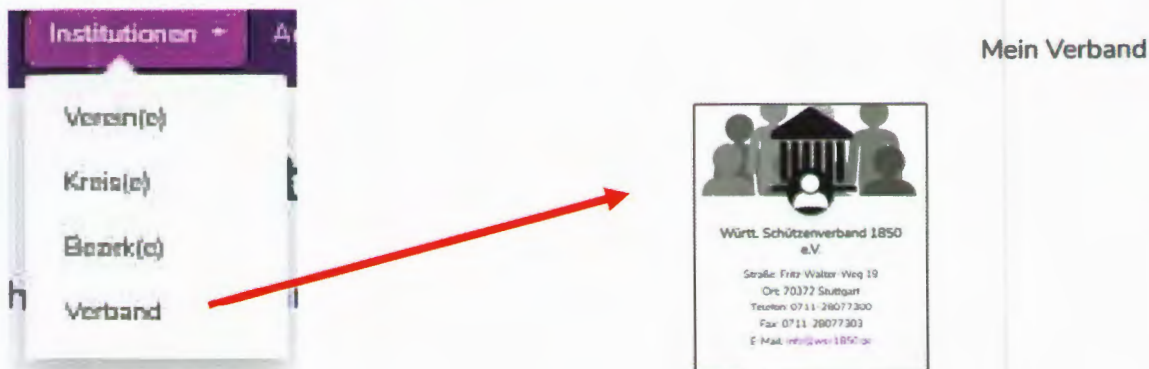 Institutionen
Mein Verband
Verein(e)
Kreis(e)
Bezirk(e)
Verband
Württ. Schützenverband 1850
e.V.
Straße: Fritz-Walter-Weg 19
Ort: 70372 Stuttgart
Telefon: 0711-28077300
Fax: 0711-28077303
E-Mail: